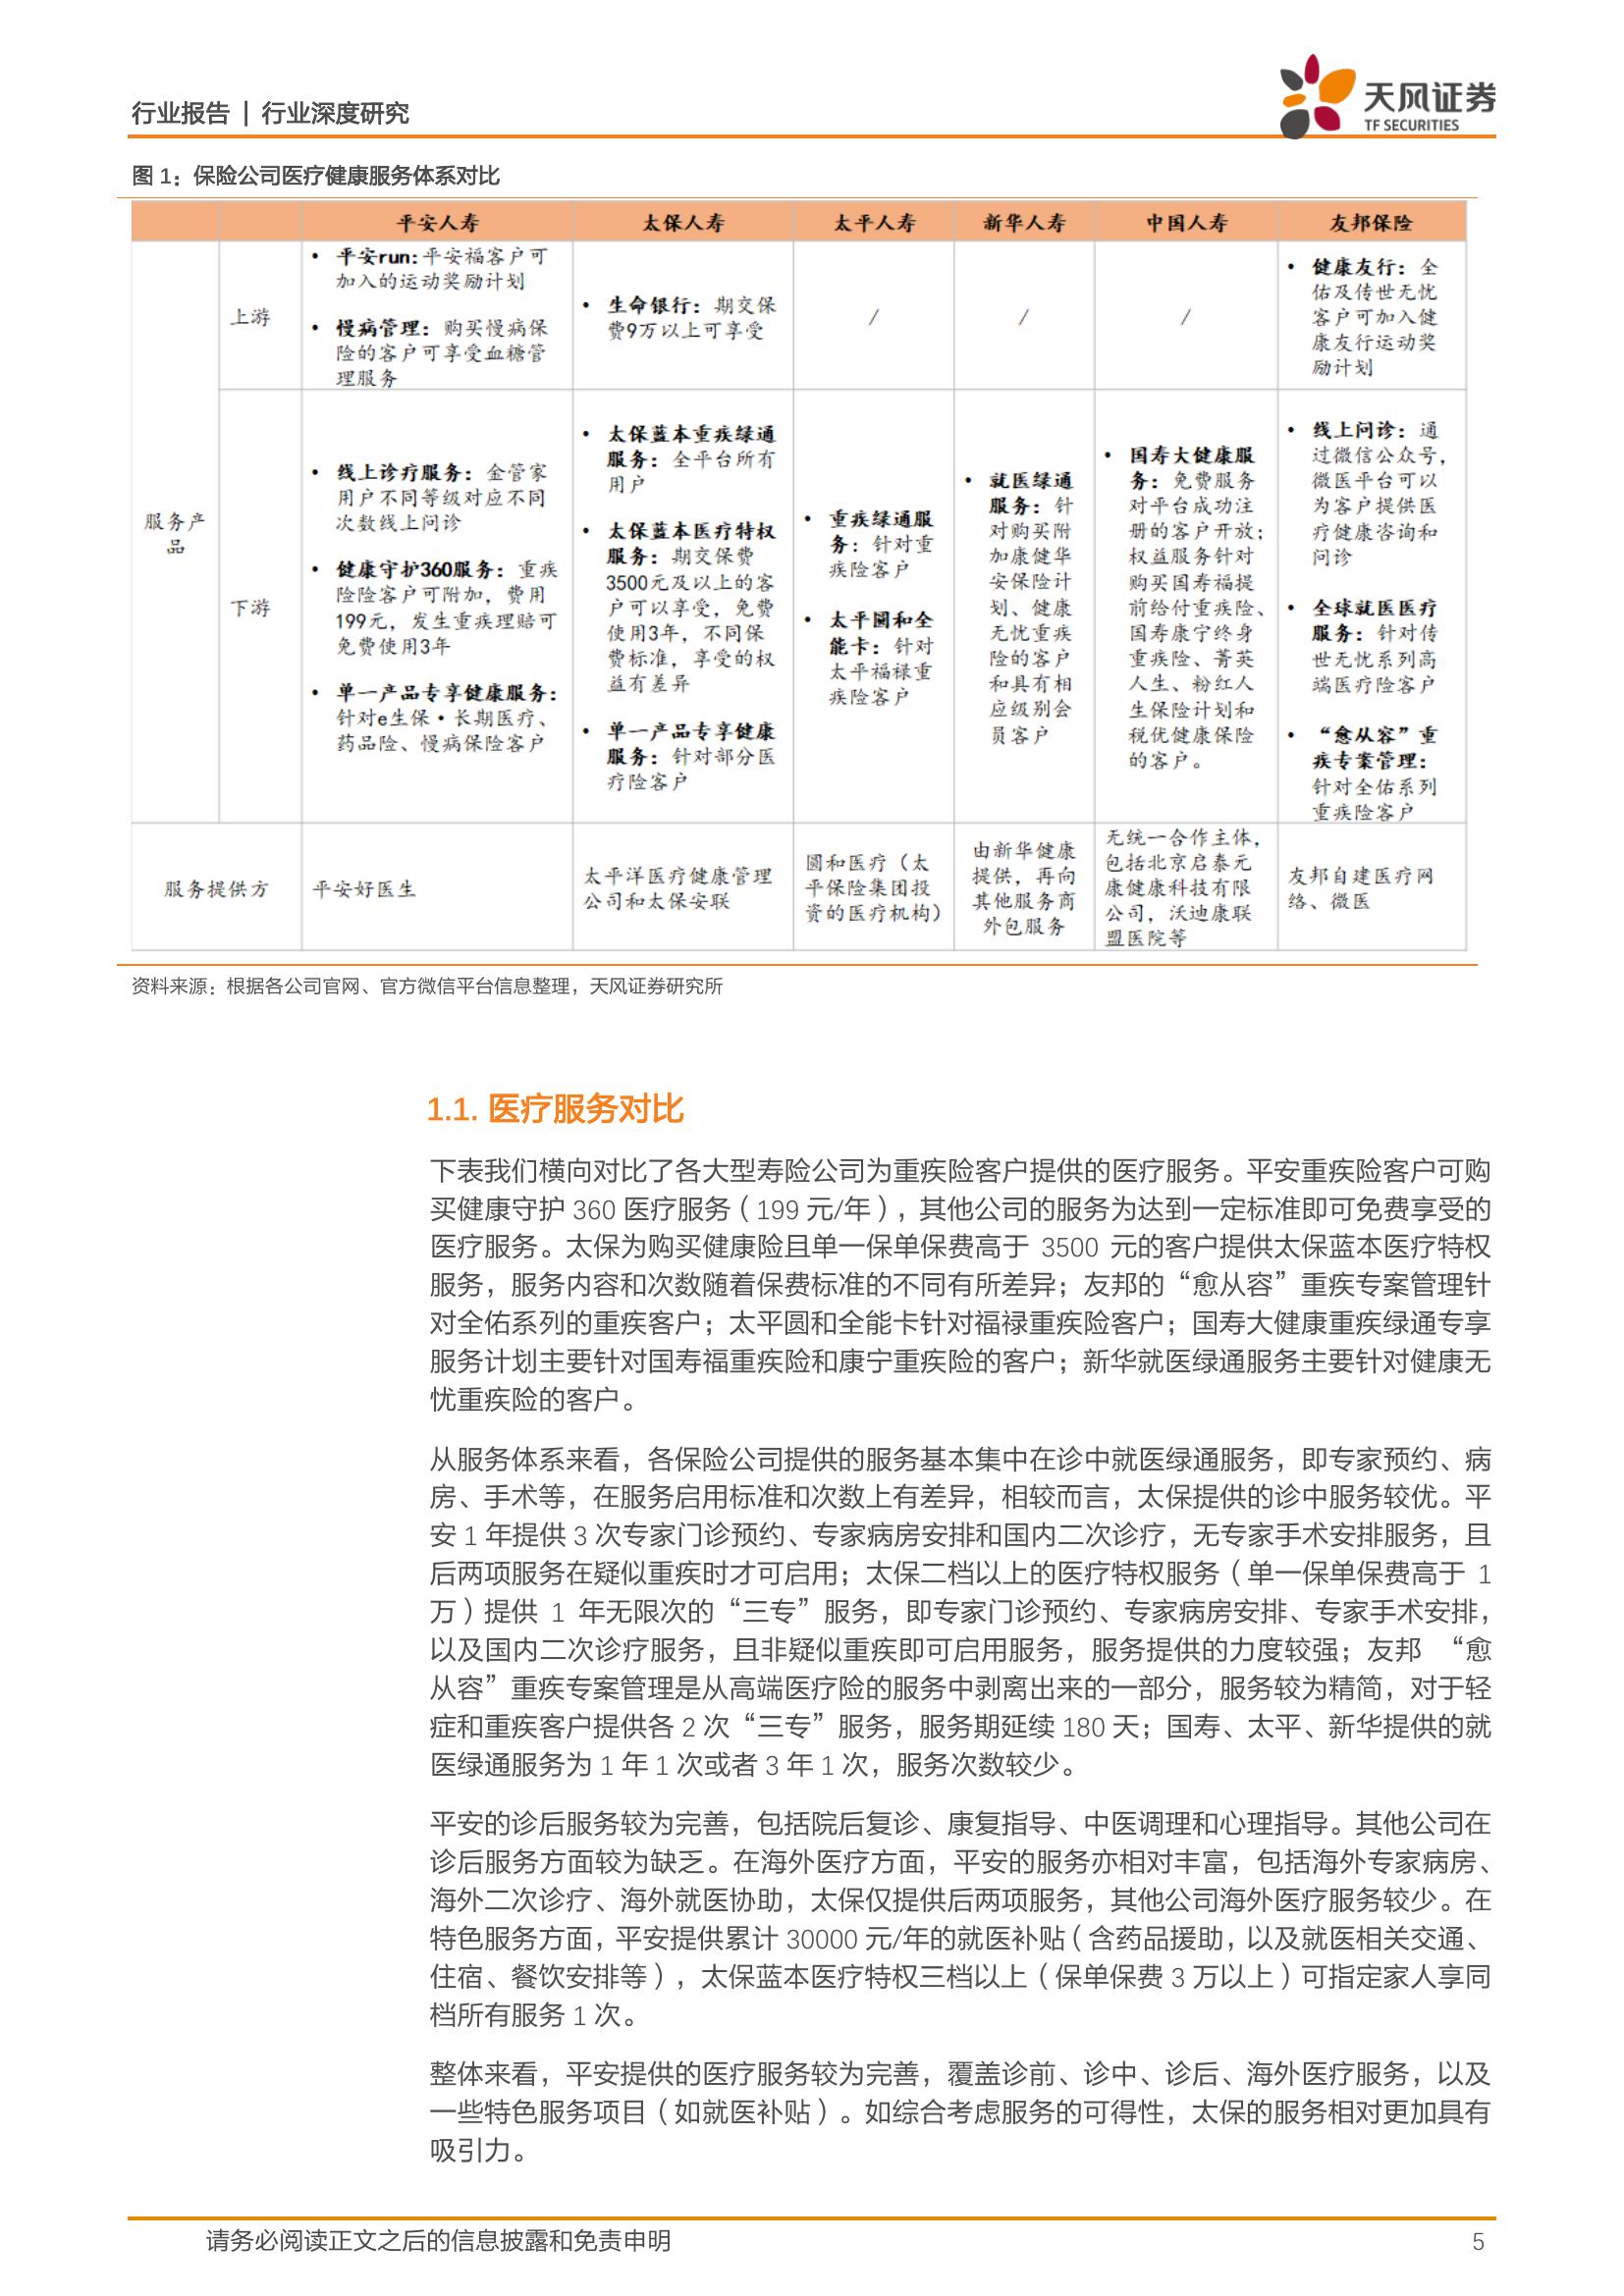 行业报告 | 行业深度研究
天风证券
TF SECURITIES
图 1：保险公司医疗健康服务体系对比
平安人寿
太保人寿
太平人寿
新华人寿
中国人寿
友邦保险
服务产
品
上游
• 平安run:平安福客户可
加入的运动奖励计划
• 慢病管理：购买慢病保
险的客户可享受血糖管
理服务
• 生命银行：期交保
费9万以上可享受
/
/
/
• 健康友行：全
佑及传世无忧
客户可加入健
康友行运动奖
励计划
下游
• 线上诊疗服务：金管家
用户不同等级对应不同
次数线上问诊
• 健康守护360服务：重疾
险险客户可附加，费用
199元，发生重疾理赔可
免费使用3年
• 单一产品专享健康服务：
针对e生保·长期医疗、
药品险、慢病保险客户
• 太保蓝本重疾绿通
服务：全平台所有
用户
• 太保蓝本医疗特权
服务：期交保费
3500元及以上的客
户可以享受，免费
使用3年，不同保
费标准，享受的权
益有差异
• 单一产品专享健康
服务：针对部分医
疗险客户
• 重疾绿通服
务：针对重
疾险客户
• 太平圆和全
能卡：针对
太平福禄重
疾险客户
• 就医绿通
服务：针
对购买附
加康健华
安保险计
划、健康
无忧重疾
险的客户
和具有相
应级别会
员客户
• 国寿大健康服
务：免费服务
对平台成功注
册的客户开放；
权益服务针对
购买国寿福提
前给付重疾险、
国寿康宁终身
重疾险、菁英
人生、粉红人
生保险计划和
税优健康保险
的客户。
• 线上问诊：通
过微信公众号，
微医平台可以
为客户提供医
疗健康咨询和
问诊
• 全球就医医疗
服务：针对传
世无忧系列高
端医疗险客户
• “愈从容”重
疾专案管理：
针对全佑系列
重疾险客户
服务提供方
平安好医生
太平洋医疗健康管理
公司和太保安联
圆和医疗（太
平保险集团投
资的医疗机构）
由新华健康
提供，再向
其他服务商
外包服务
无统一合作主体，
包括北京启泰元
康健康科技有限
公司，沃迪康联
盟医院等
友邦自建医疗网
络、微医
资料来源：根据各公司官网、官方微信平台信息整理，天风证券研究所
1.1. 医疗服务对比
下表我们横向对比了各大型寿险公司为重疾险客户提供的医疗服务。平安重疾险客户可购
买健康守护 360 医疗服务（199 元/年），其他公司的服务为达到一定标准即可免费享受的
医疗服务。太保为购买健康险且单一保单保费高于 3500 元的客户提供太保蓝本医疗特权
服务，服务内容和次数随着保费标准的不同有所差异；友邦的“愈从容”重疾专案管理针
对全佑系列的重疾客户；太平圆和全能卡针对福禄重疾险客户；国寿大健康重疾绿通专享
服务计划主要针对国寿福重疾险和康宁重疾险的客户；新华就医绿通服务主要针对健康无
忧重疾险的客户。
从服务体系来看，各保险公司提供的服务基本集中在诊中就医绿通服务，即专家预约、病
房、手术等，在服务启用标准和次数上有差异，相较而言，太保提供的诊中服务较优。平
安 1 年提供 3 次专家门诊预约、专家病房安排和国内二次诊疗，无专家手术安排服务，且
后两项服务在疑似重疾时才可启用；太保二档以上的医疗特权服务（单一保单保费高于 1
万）提供 1 年无限次的“三专”服务，即专家门诊预约、专家病房安排、专家手术安排，
以及国内二次诊疗服务，且非疑似重疾即可启用服务，服务提供的力度较强；友邦 “愈
从容”重疾专案管理是从高端医疗险的服务中剥离出来的一部分，服务较为精简，对于轻
症和重疾客户提供各 2 次“三专”服务，服务期延续 180 天；国寿、太平、新华提供的就
医绿通服务为 1 年 1 次或者 3 年 1 次，服务次数较少。
平安的诊后服务较为完善，包括院后复诊、康复指导、中医调理和心理指导。其他公司在
诊后服务方面较为缺乏。在海外医疗方面，平安的服务亦相对丰富，包括海外专家病房、
海外二次诊疗、海外就医协助，太保仅提供后两项服务，其他公司海外医疗服务较少。在
特色服务方面，平安提供累计 30000 元/年的就医补贴（含药品援助，以及就医相关交通、
住宿、餐饮安排等），太保蓝本医疗特权三档以上（保单保费 3 万以上）可指定家人享同
档所有服务 1 次。
整体来看，平安提供的医疗服务较为完善，覆盖诊前、诊中、诊后、海外医疗服务，以及
一些特色服务项目（如就医补贴）。如综合考虑服务的可得性，太保的服务相对更加具有
吸引力。
请务必阅读正文之后的信息披露和免责申明
5